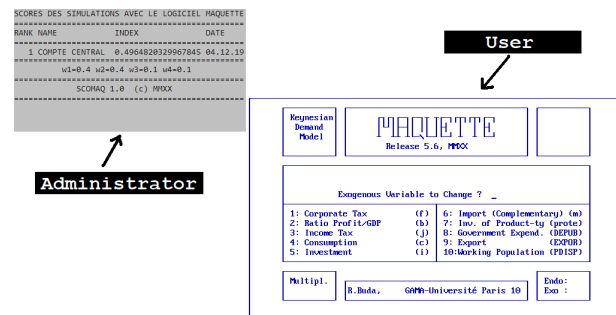 SCORES DES SIMULATIONS AVEC LE LOGICIEL MAQUETTE
RANK NAME INDEX DATE
1 COMPTE CENTRAL 0.4964820329967845 04.12.19
w1=0.4 w2=0.4 w3=0.1 w4=0.1
SCOMAQ 1.0 (c) MMXX
Administrator
User
Keynesian
Demand
Model
MAQUETTE
Release 5.6, MMXX
Exogenous Variable to Change ? _
1: Corporate Tax (f) 6: Import (Complementary) (m)
2: Ratio Profit/GDP (b) 7: Inv. of Product-ty (prote)
3: Income Tax (j) 8: Government Expend. (DEPUB)
4: Consumption (c) 9: Export (EXPOR)
5: Investment (i) 10:Working Population (PDISP)
Multipl.
R.Buda, GAMA-Université Paris 10
Endo:
Exo :